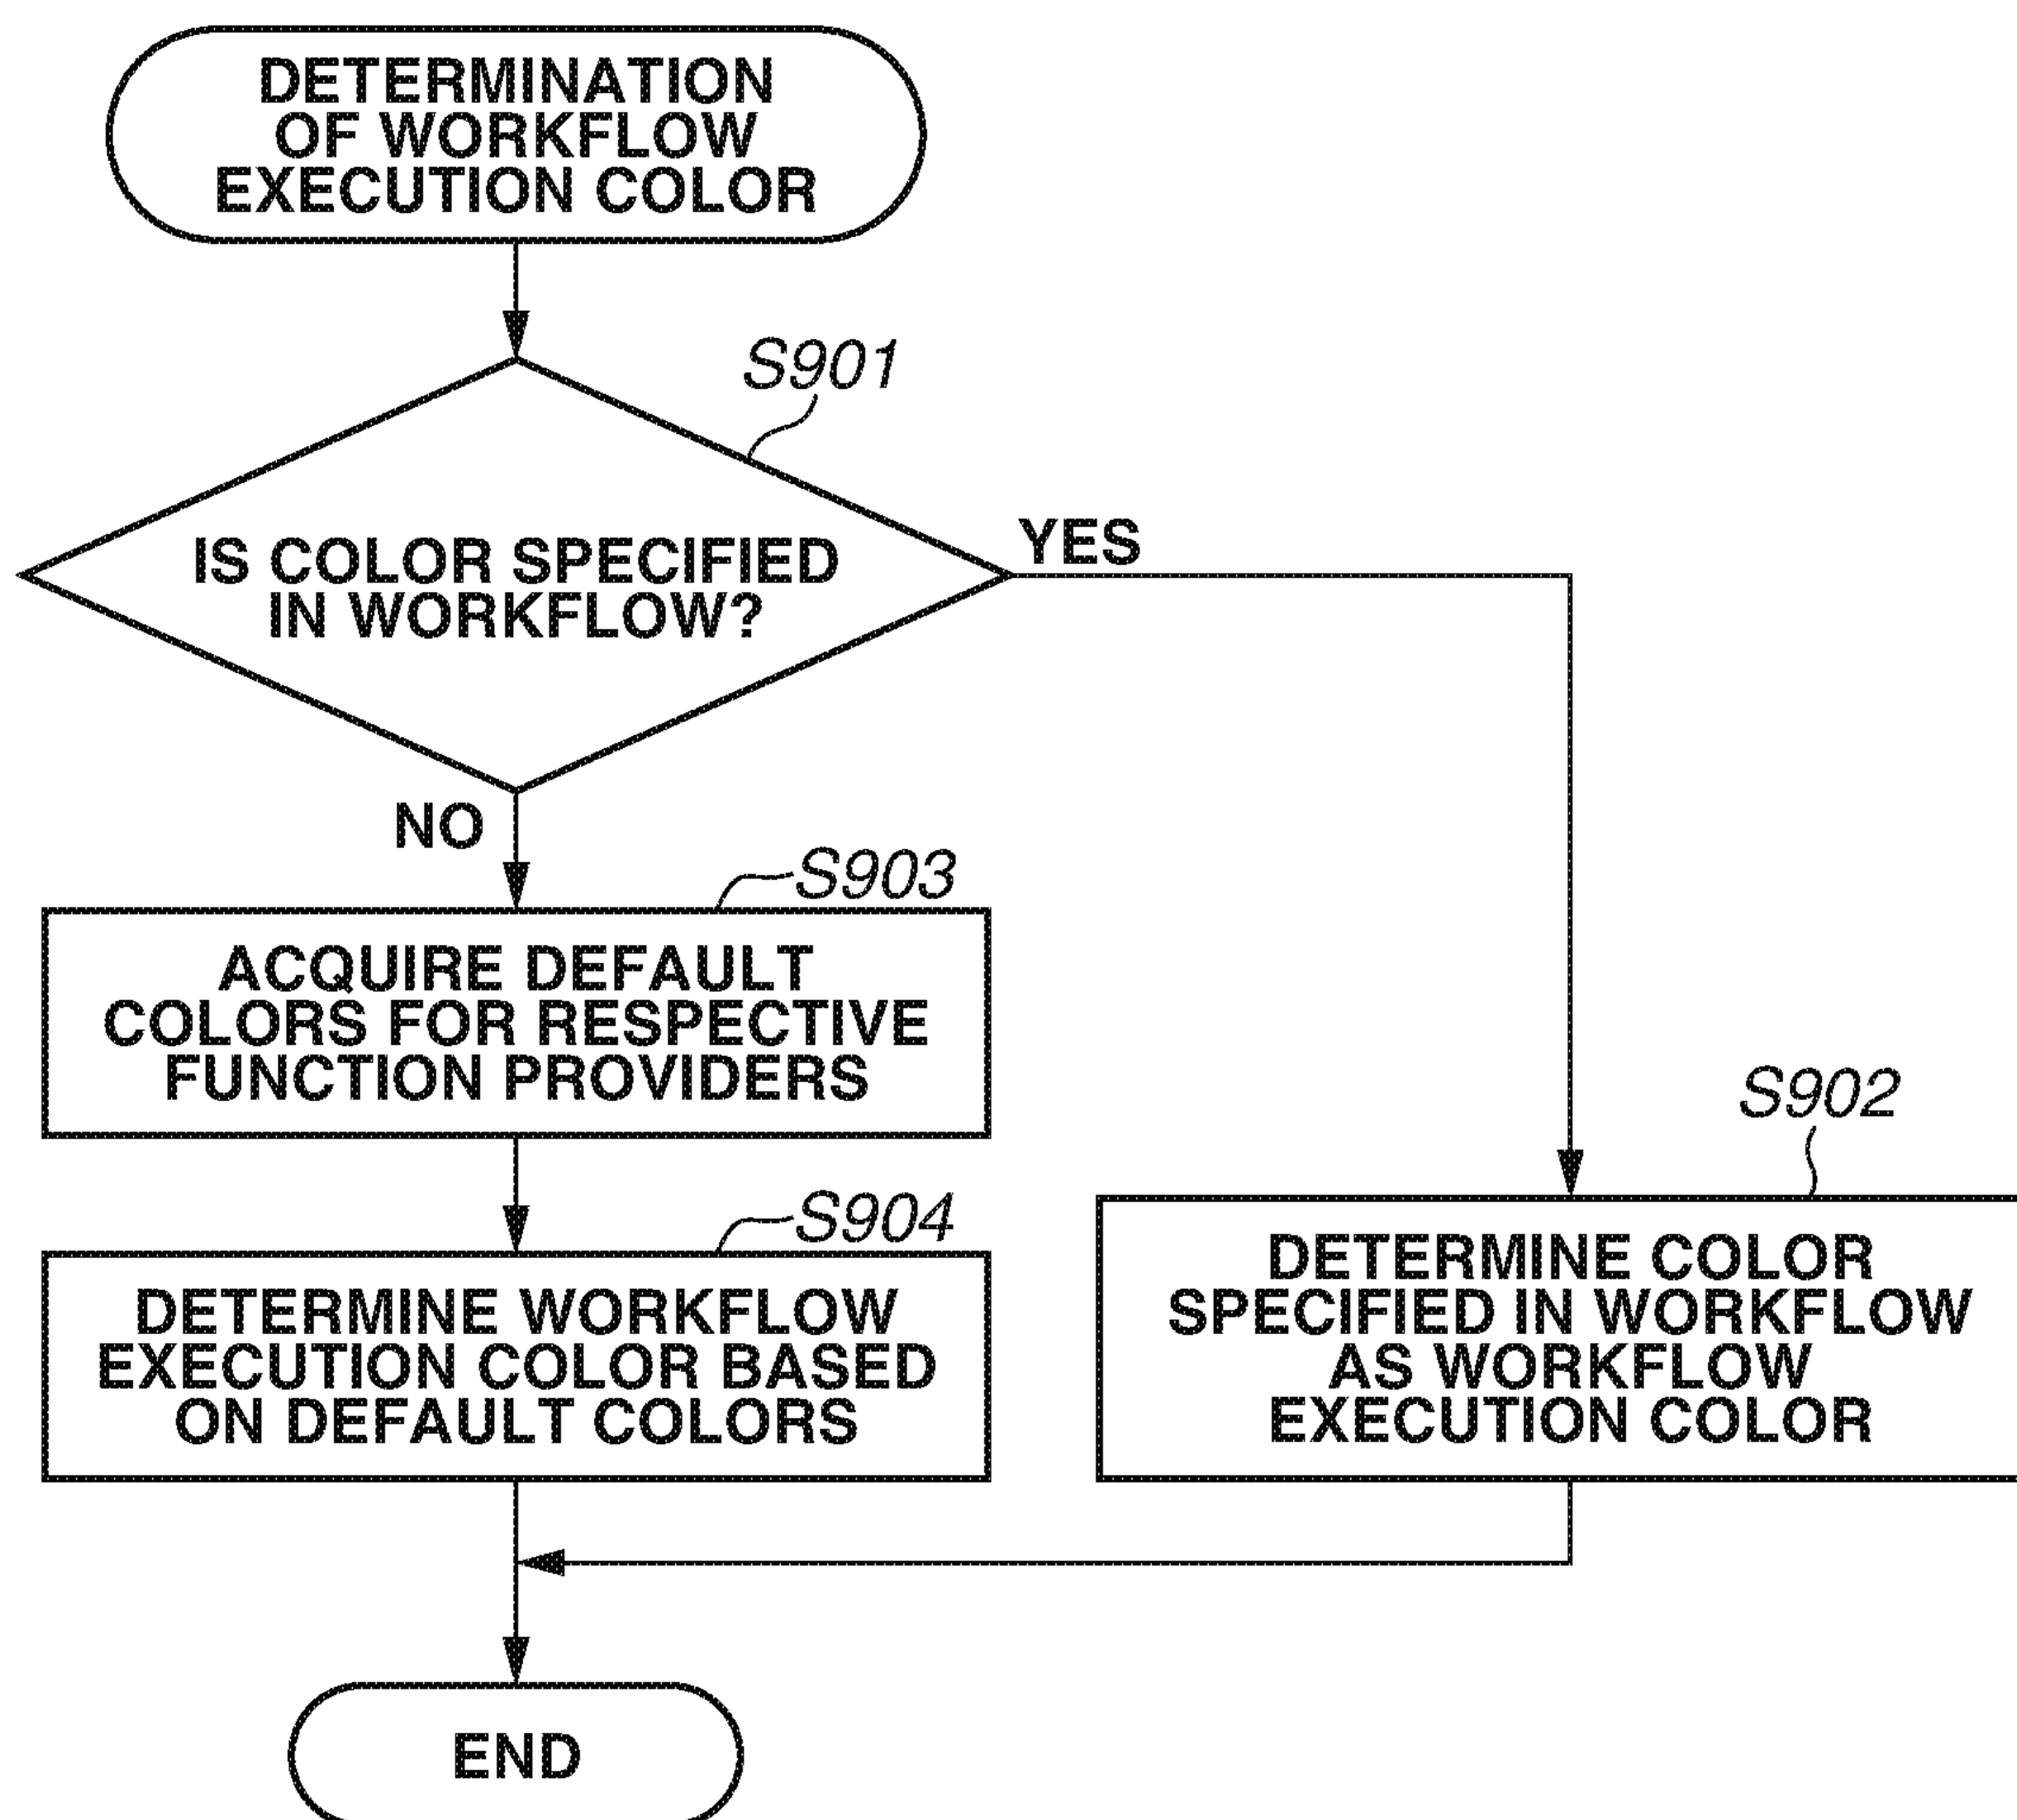 DETERMINATION
OF WORKFLOW
EXECUTION COLOR
S901
IS COLOR SPECIFIED
IN WORKFLOW?
YES
NO
S903
ACQUIRE DEFAULT
COLORS FOR RESPECTIVE
FUNCTION PROVIDERS
S902
S904
DETERMINE WORKFLOW
EXECUTION COLOR BASED
ON DEFAULT COLORS
DETERMINE COLOR
SPECIFIED IN WORKFLOW
AS WORKFLOW
EXECUTION COLOR
END